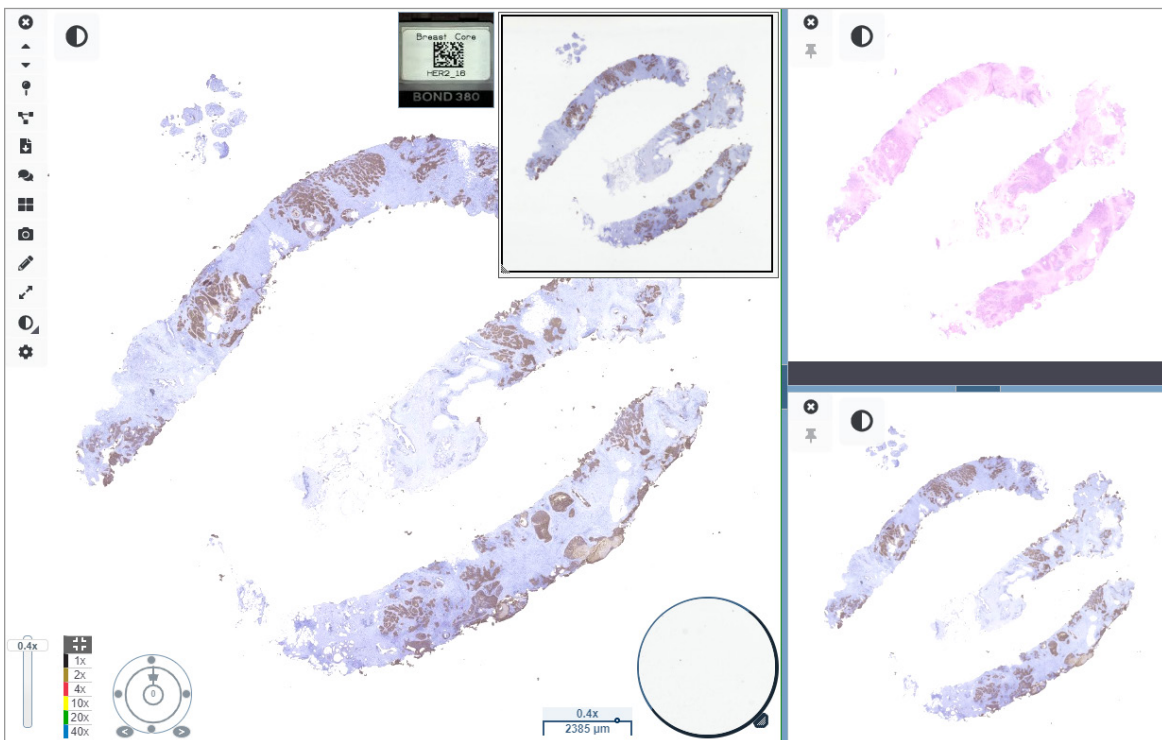 Breast Core
HER2_16
BOND 380
0.4x
1x
2x
4x
10x
20x
40x
0
0.4x
2385 µm